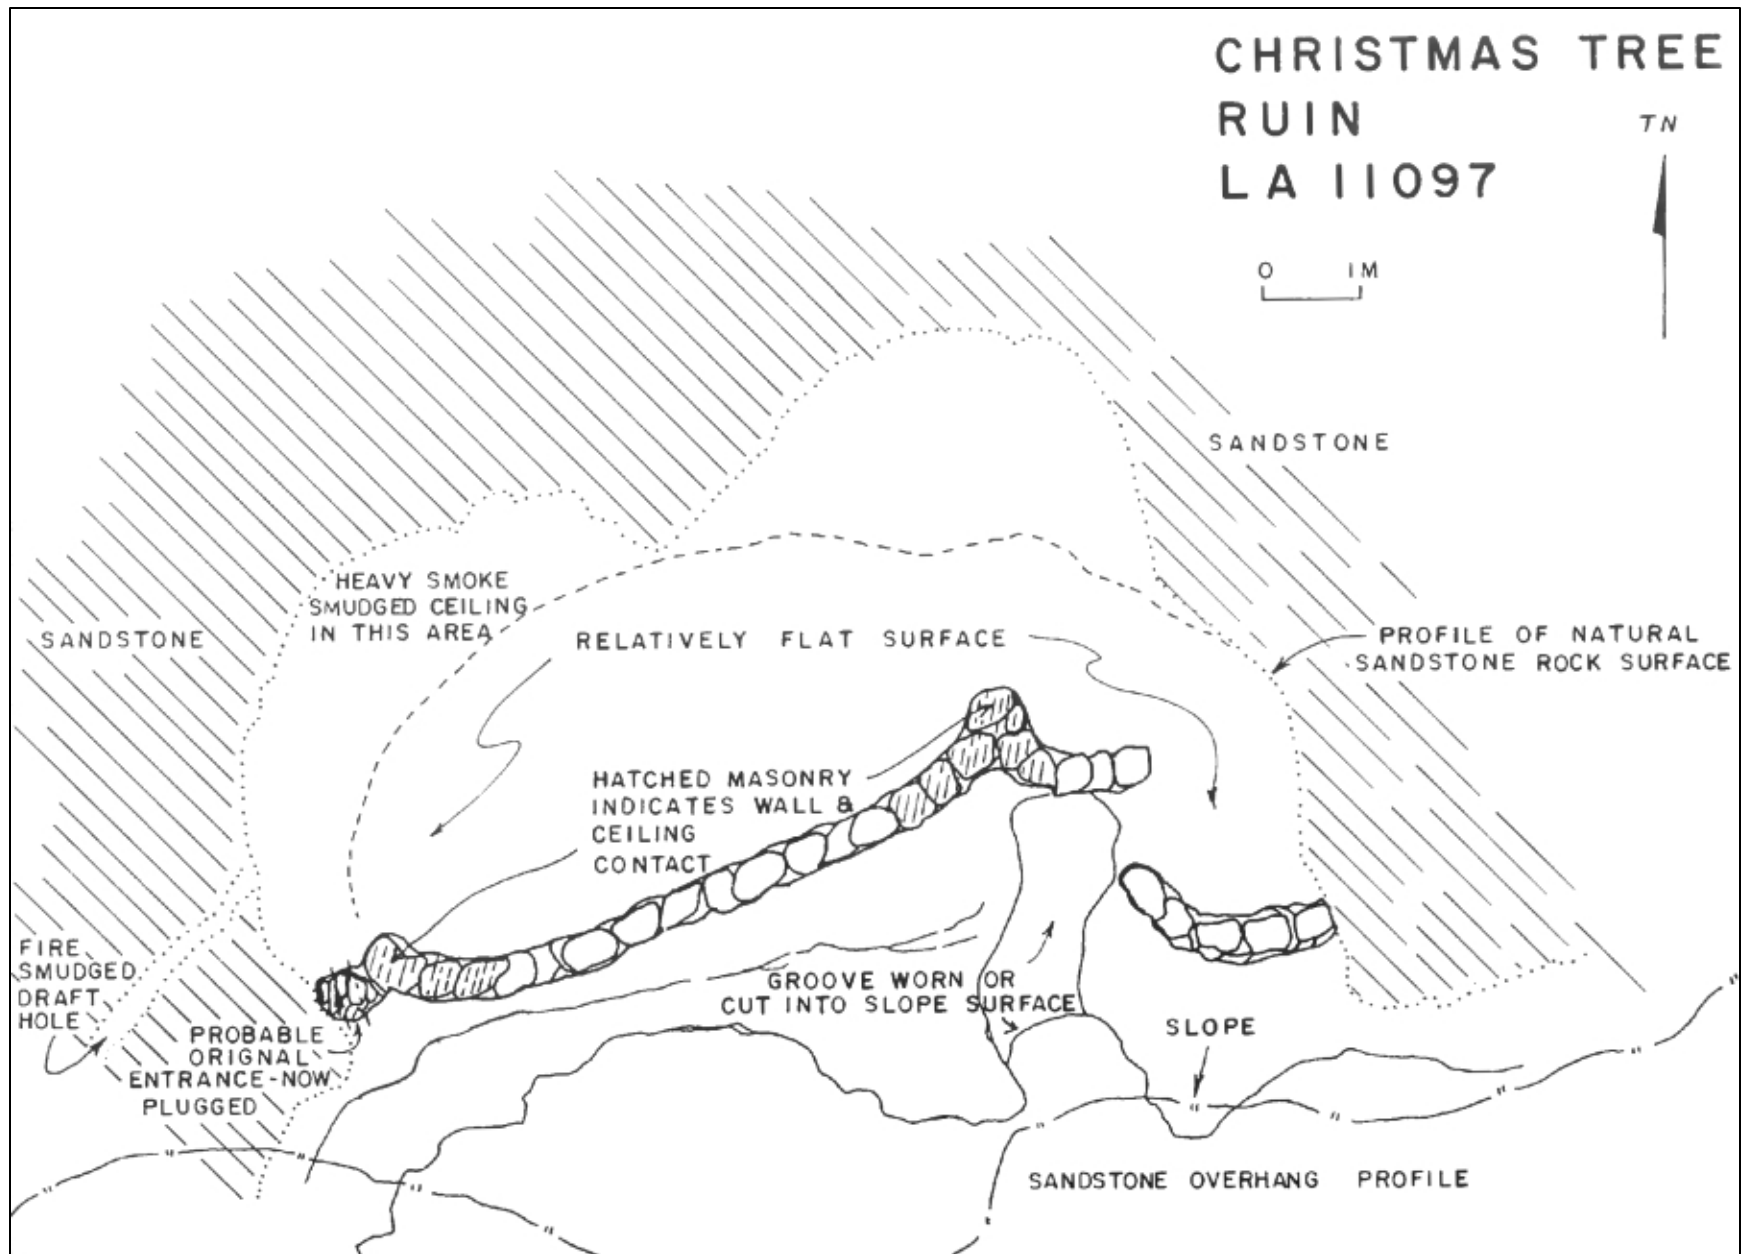 CHRISTMAS TREE
RUIN
LA 11097
TN
0 1M
SANDSTONE
HEAVY SMOKE
SMUDGED CEILING
IN THIS AREA
SANDSTONE
RELATIVELY FLAT SURFACE
PROFILE OF NATURAL
SANDSTONE ROCK SURFACE
HATCHED MASONRY
INDICATES WALL &
CEILING
CONTACT
FIRE
SMUDGED
DRAFT
HOLE
GROOVE WORN OR
CUT INTO SLOPE SURFACE
PROBABLE
ORIGNAL
ENTRANCE-NOW
PLUGGED
SLOPE
SANDSTONE OVERHANG PROFILE